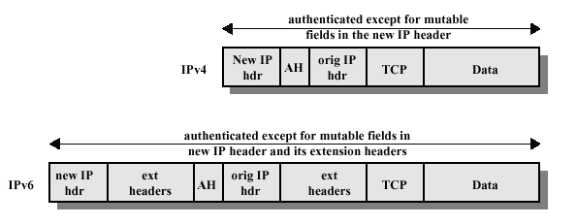 authenticated except for mutable
fields in the new IP header
IPv4
New IP
hdr
AH
orig IP
hdr
TCP
Data
authenticated except for mutable fields in
new IP header and its extension headers
IPv6
new IP
hdr
ext
headers
AH
orig IP
hdr
ext
headers
TCP
Data